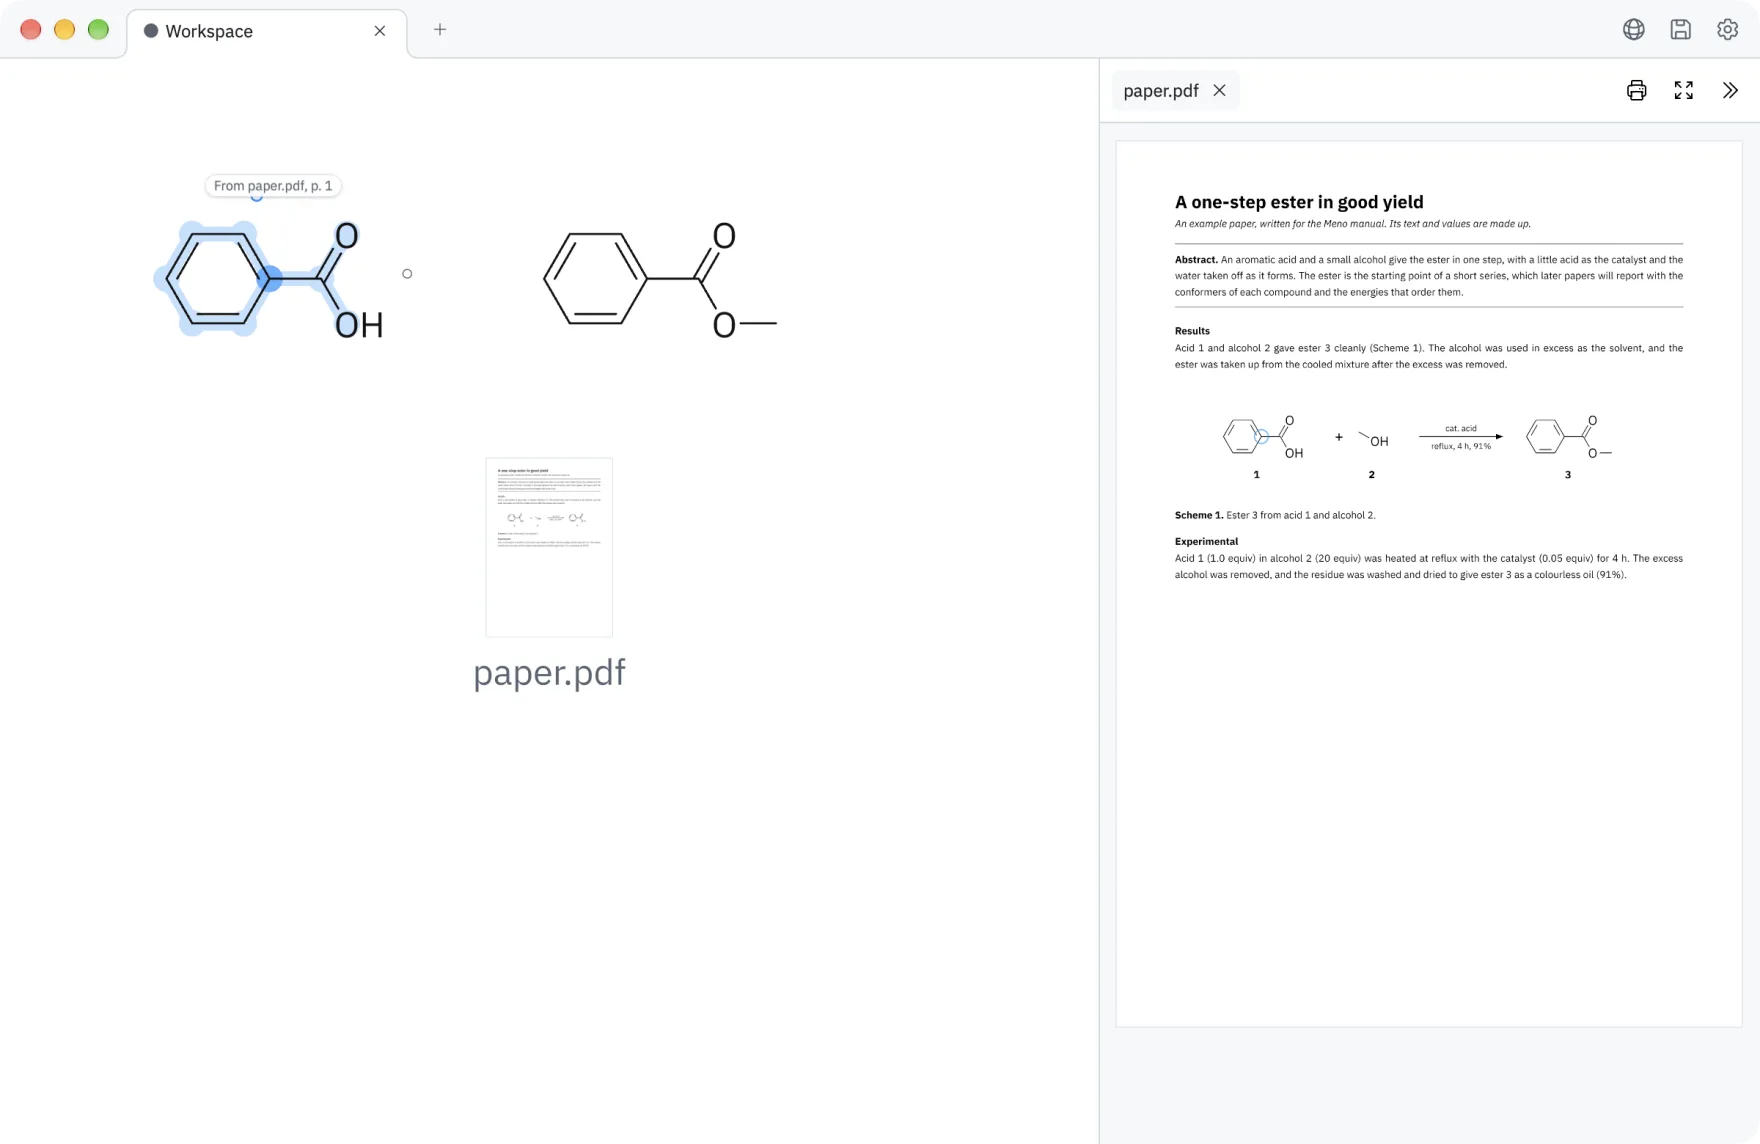 Workspace
paper.pdf
From paper.pdf, p. 1
O
OH
O
O
paper.pdf
A one-step ester in good yield
An example paper, written for the Meno manual. Its text and values are made up.
Abstract. An aromatic acid and a small alcohol give the ester in one step, with a little acid as the catalyst and the
water taken off as it forms. The ester is the starting point of a short series, which later papers will report with the
conformers of each compound and the energies that order them.
Results
Acid 1 and alcohol 2 gave ester 3 cleanly (Scheme 1). The alcohol was used in excess as the solvent, and the
ester was taken up from the cooled mixture after the excess was removed.
O
OH
+
OH
cat. acid
reflux, 4 h, 91%
O
O
1 2 3
Scheme 1. Ester 3 from acid 1 and alcohol 2.
Experimental
Acid 1 (1.0 equiv) in alcohol 2 (20 equiv) was heated at reflux with the catalyst (0.05 equiv) for 4 h. The excess
alcohol was removed, and the residue was washed and dried to give ester 3 as a colourless oil (91%).